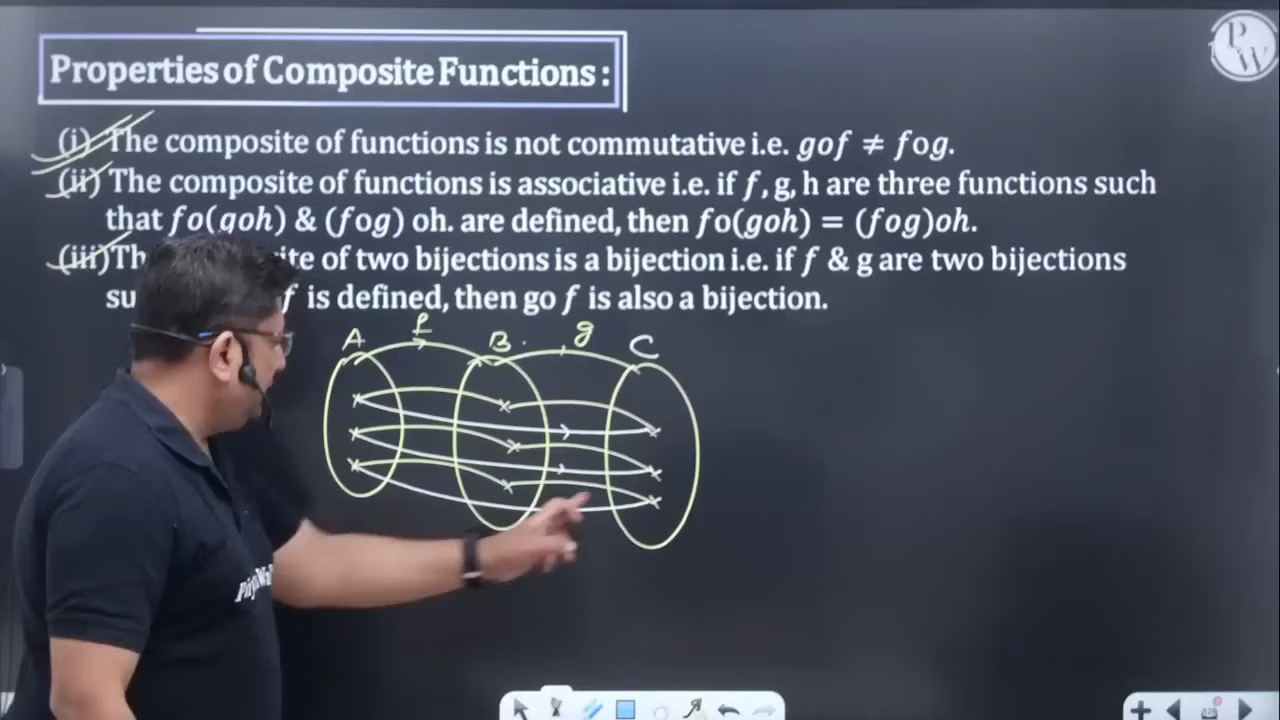 Properties of Composite Functions :
P
W
(i) The composite of functions is not commutative i.e. gof ≠ fog.
(ii) The composite of functions is associative i.e. if f, g, h are three functions such
that fo(goh) & (fog) oh. are defined, then fo(goh) = (fog)oh.
(iii) Th ite of two bijections is a bijection i.e. if f & g are two bijections
su f is defined, then go f is also a bijection.
A f B . g C